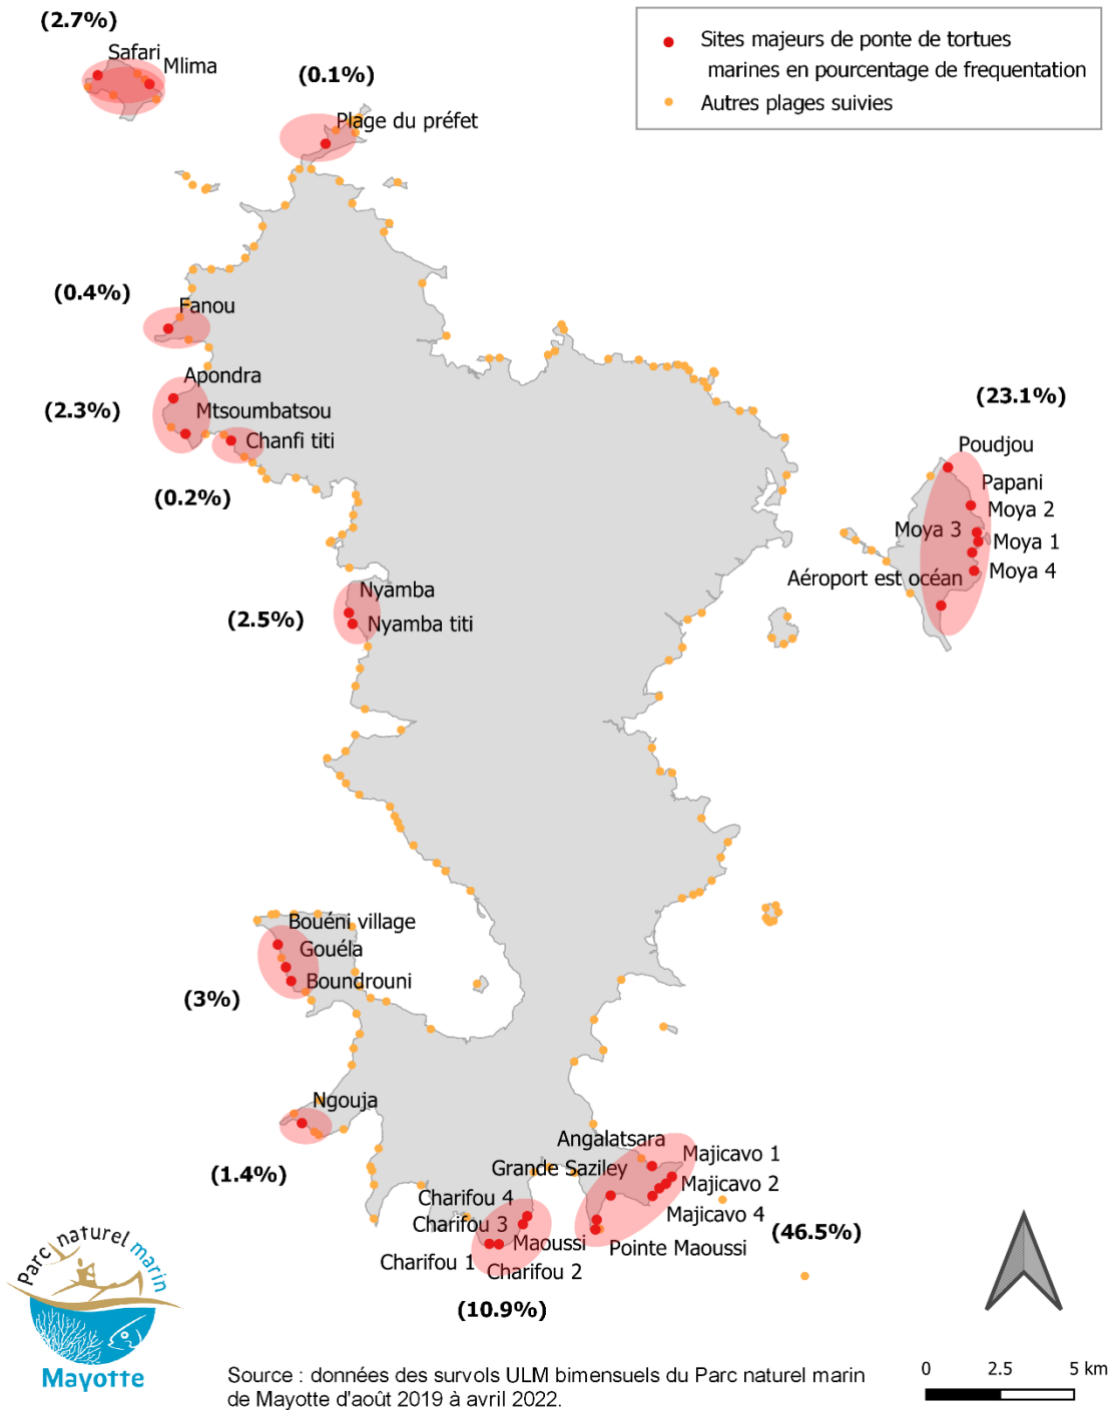 (2.7%)
Safari
Mlima
(0.1%)
Plage du préfet
Sites majeurs de ponte de tortues
marines en pourcentage de frequentation
Autres plages suivies
(0.4%)
Fanou
Apondra
(2.3%)
Mtsoumbatsou
Chanfi titi
(0.2%)
(23.1%)
Poudjou
Papani
Moya 2
Moya 3
Moya 1
Aéroport est océan
Moya 4
Nyamba
(2.5%)
Nyamba titi
Bouéni village
Gouéla
Boundrouni
(3%)
Ngouja
(1.4%)
Angalatsara
Majicavo 1
Grande Saziley
Majicavo 2
Charifou 4
Majicavo 4
Charifou 3
Maoussi
Pointe Maoussi
(46.5%)
Charifou 1
Charifou 2
(10.9%)
Parc naturel marin
Mayotte
0 2.5 5 km
Source : données des survols ULM bimensuels du Parc naturel marin
de Mayotte d'août 2019 à avril 2022.